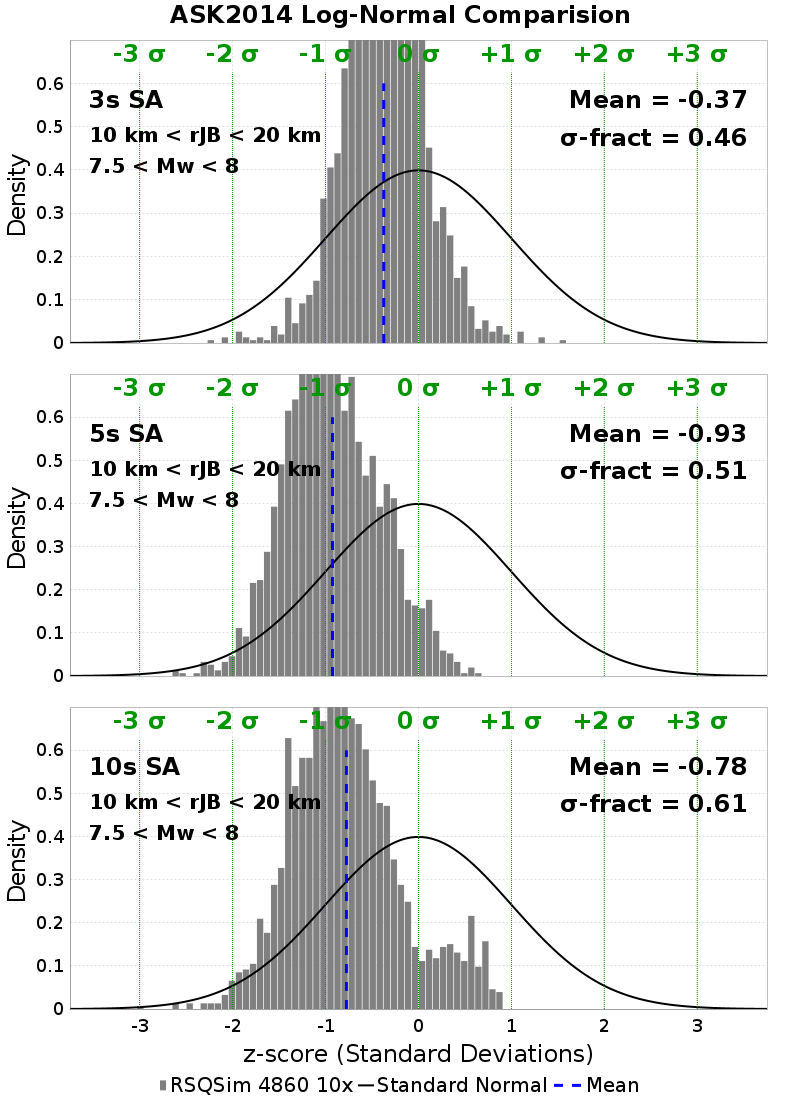 ASK2014 Log-Normal Comparision
-3 σ -2 σ -1 σ 0 σ +1 σ +2 σ +3 σ
3s SA
10 km < rJB < 20 km
7.5 < Mw < 8
Mean = -0.37
σ-fract = 0.46
Density
0.6
0.5
0.4
0.3
0.2
0.1
0
-3 σ -2 σ -1 σ 0 σ +1 σ +2 σ +3 σ
5s SA
10 km < rJB < 20 km
7.5 < Mw < 8
Mean = -0.93
σ-fract = 0.51
Density
0.6
0.5
0.4
0.3
0.2
0.1
0
-3 σ -2 σ -1 σ 0 σ +1 σ +2 σ +3 σ
10s SA
10 km < rJB < 20 km
7.5 < Mw < 8
Mean = -0.78
σ-fract = 0.61
Density
0.6
0.5
0.4
0.3
0.2
0.1
0
-3 -2 -1 0 1 2 3
z-score (Standard Deviations)
RSQSim 4860 10x Standard Normal Mean